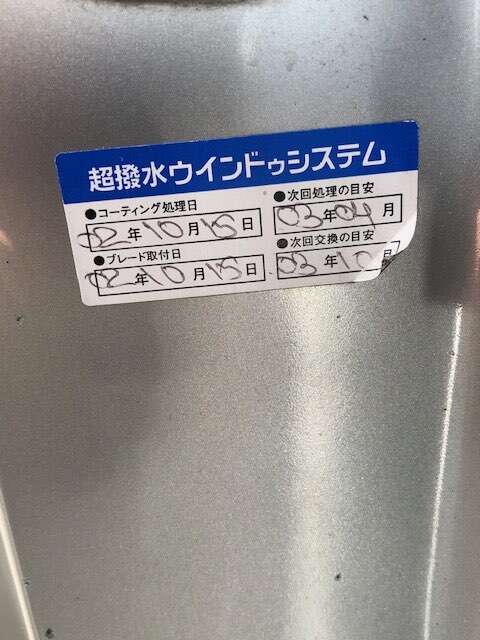 超撥水ウインドゥシステム
●コーティング処理日
02年10月15日
●ブレード取付日
02年10月15日
●次回処理の目安
03年04月
●次回交換の目安
03年10月